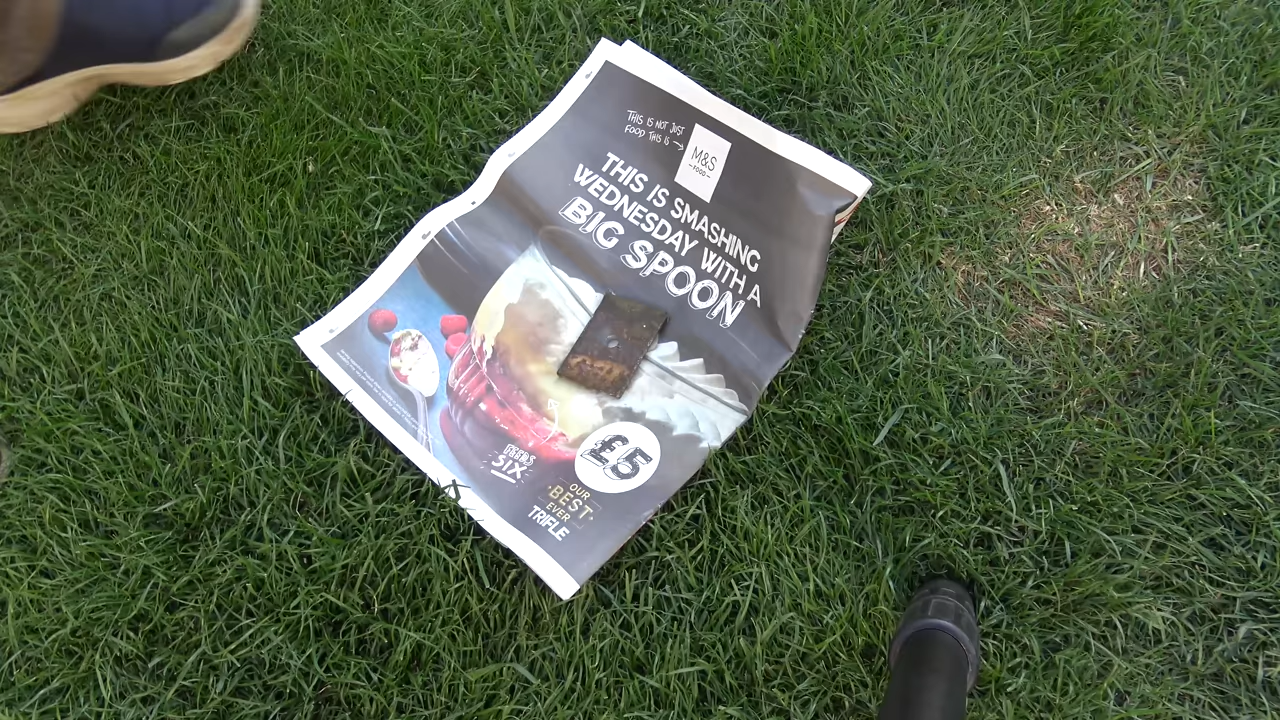 THIS IS NOT JUST
FOOD THIS IS →
M&S
—FOOD—
THIS IS SMASHING
WEDNESDAY WITH A
BIG SPOON
£5
FEEDS
SIX
OUR
BEST
EVER
TRIFLE